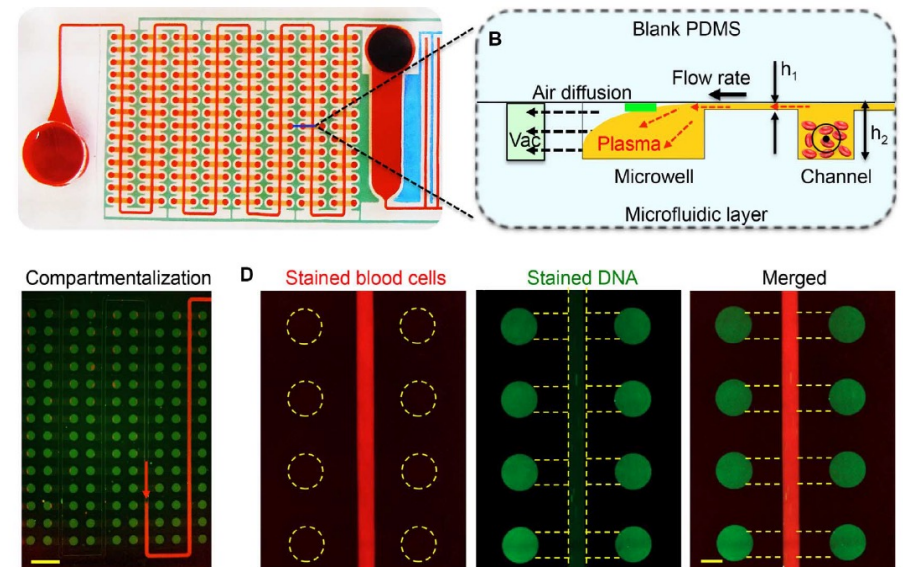 B
Blank PDMS
Flow rate
h1
Air diffusion
Vac
Plasma
h2
Microwell
Channel
Microfluidic layer
Compartmentalization
D
Stained blood cells
Stained DNA
Merged